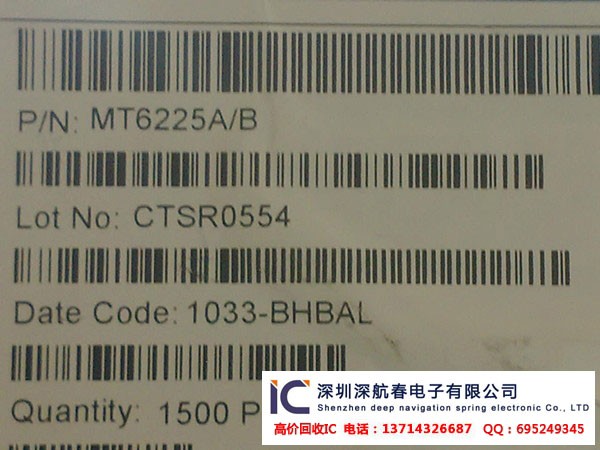 P/N: MT6225A/B
Lot No: CTSR0554
Date Code: 1033-BHBAL
Quantity: 1500 P
IC 深圳深航春电子有限公司
Shenzhen deep navigation spring electronic Co., LTD
高价回收IC 电话:13714326687 QQ:695249345